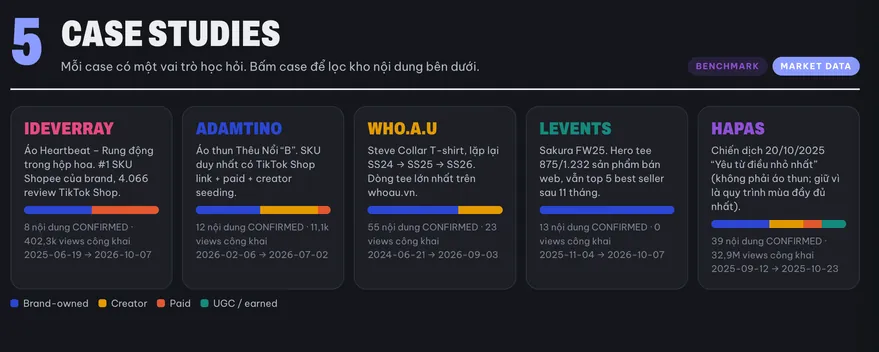 5
CASE STUDIES
Mỗi case có một vai trò học hỏi. Bấm case để lọc kho nội dung bên dưới.
BENCHMARK
MARKET DATA
IDEVERRAY
Áo Heartbeat – Rung động
trong hộp hoa. #1 SKU
Shopee của brand, 4.066
review TikTok Shop.
8 nội dung CONFIRMED ·
402,3k views công khai
2025-06-19 → 2026-10-07
ADAMTINO
Áo thun Thêu Nổi “B”. SKU
duy nhất có TikTok Shop
link + paid + creator
seeding.
12 nội dung CONFIRMED · 11,1k
views công khai
2026-02-06 → 2026-07-02
WHO.A.U
Steve Collar T-shirt, lặp lại
SS24 → SS25 → SS26.
Dòng tee lớn nhất trên
whoau.vn.
55 nội dung CONFIRMED · 23
views công khai
2024-06-21 → 2026-09-03
LEVENTS
Sakura FW25. Hero tee
875/1.232 sản phẩm bán
web, vẫn top 5 best seller
sau 11 tháng.
13 nội dung CONFIRMED · 0
views công khai
2025-11-04 → 2026-10-07
HAPAS
Chiến dịch 20/10/2025
“Yêu từ điều nhỏ nhất”
(không phải áo thun; giữ vì
là quy trình mùa đầy đủ
nhất).
39 nội dung CONFIRMED ·
32,9M views công khai
2025-09-12 → 2025-10-23
Brand-owned
Creator
Paid
UGC / earned